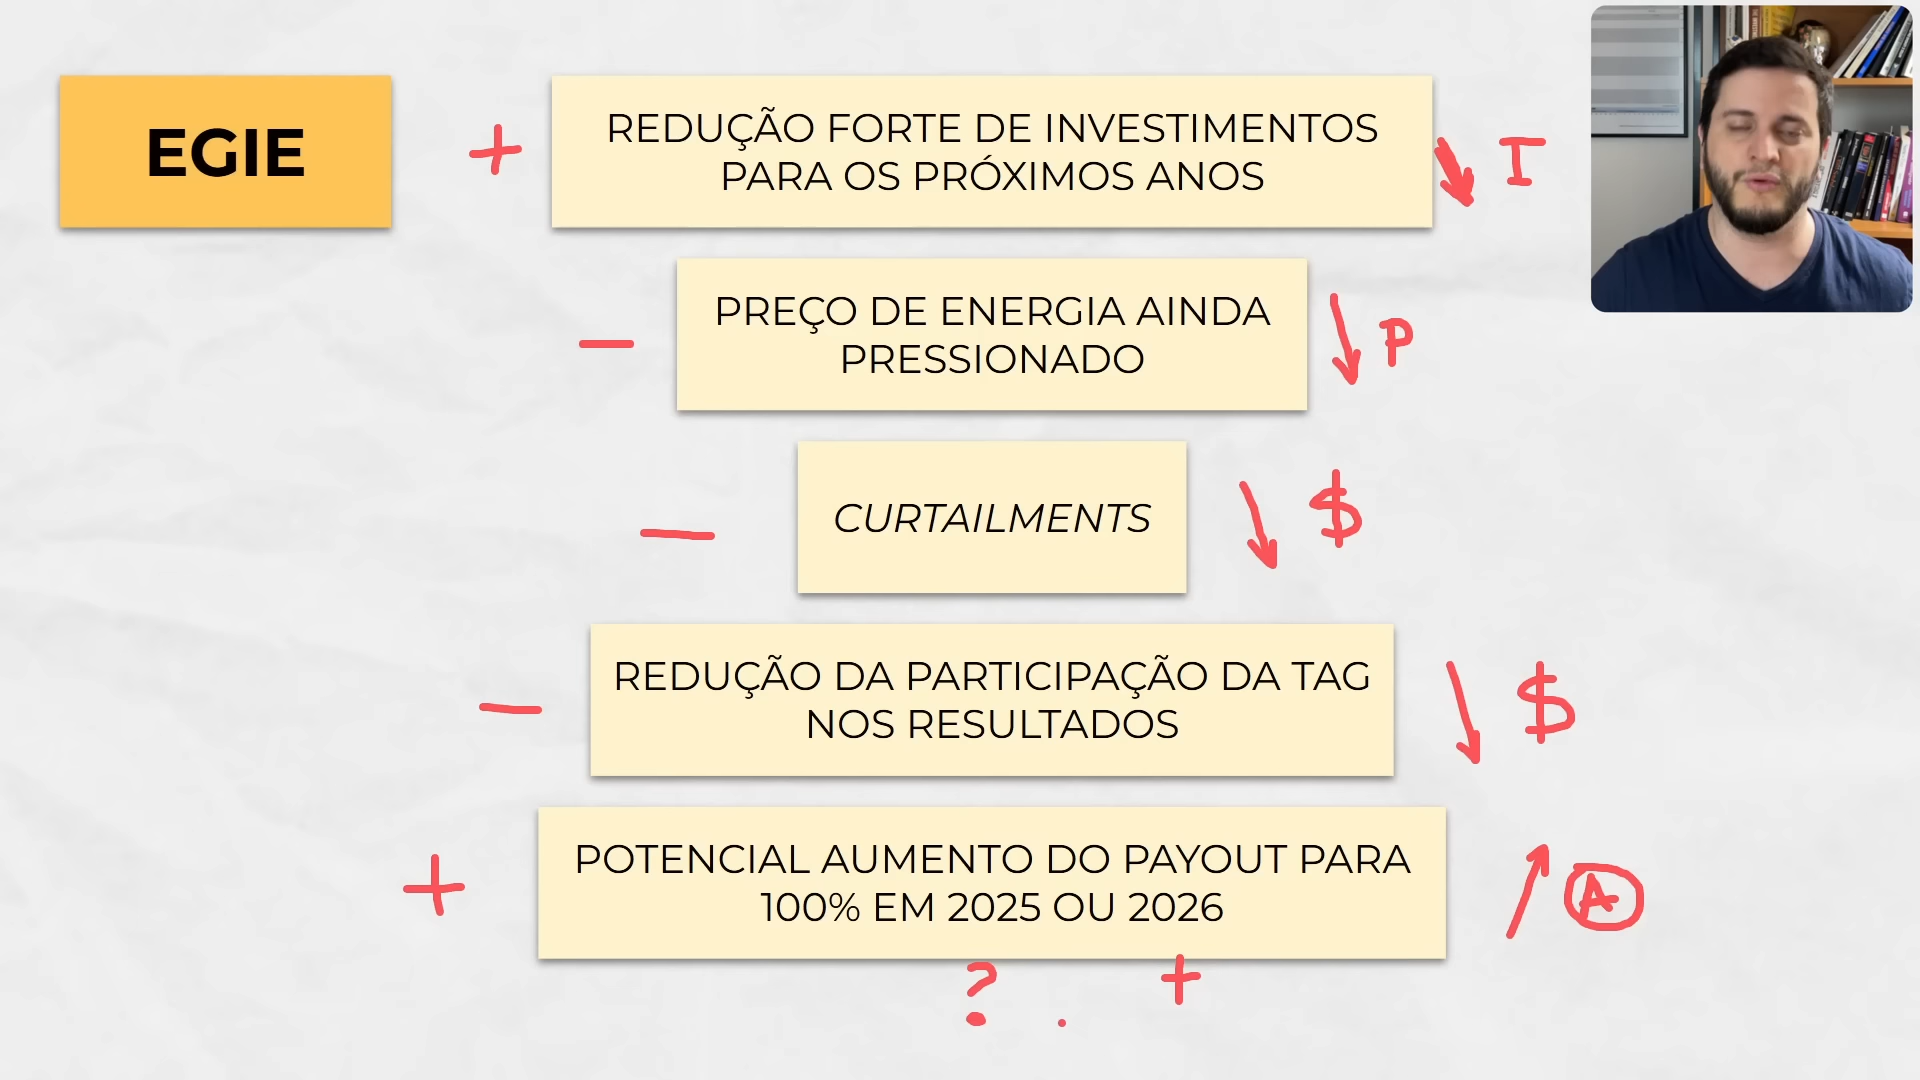 EGIE
+ REDUÇÃO FORTE DE INVESTIMENTOS
PARA OS PRÓXIMOS ANOS
I
— PREÇO DE ENERGIA AINDA
PRESSIONADO
P
— CURTAILMENTS $
— REDUÇÃO DA PARTICIPAÇÃO DA TAG
NOS RESULTADOS
$
+ POTENCIAL AUMENTO DO PAYOUT PARA
100% EM 2025 OU 2026
A
? . +